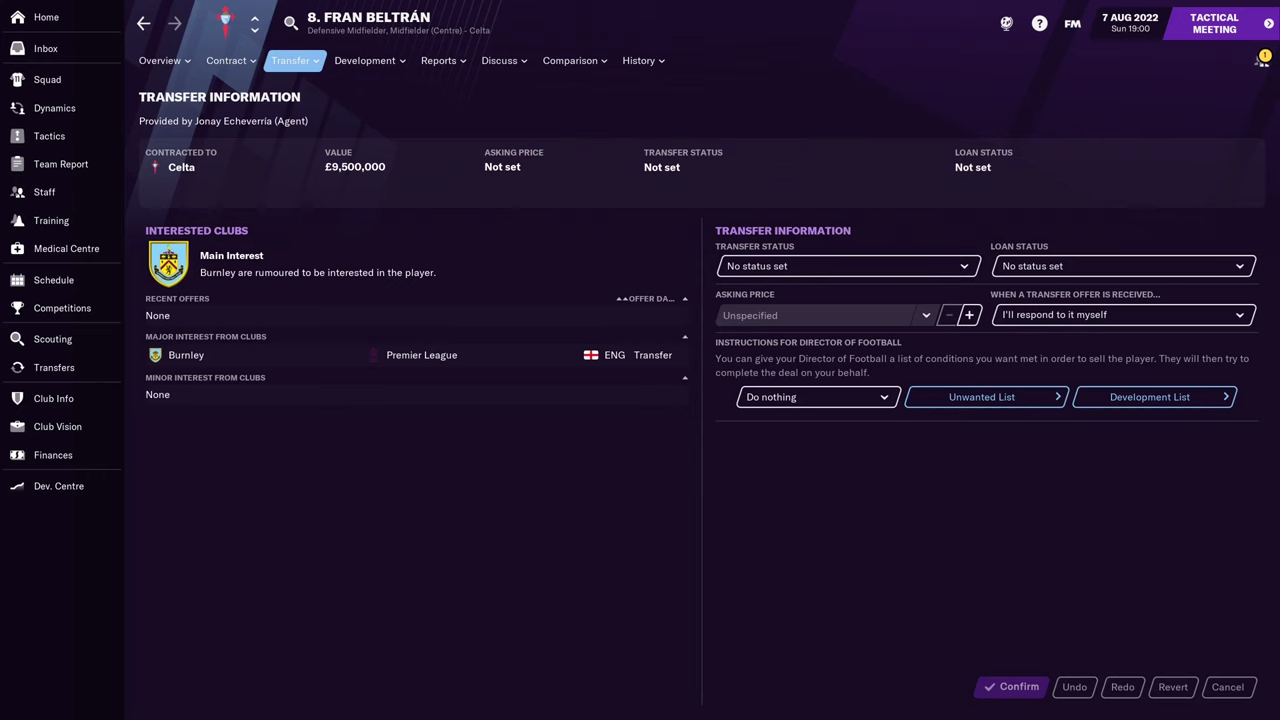 Home
Inbox
Squad
Dynamics
Tactics
Team Report
Staff
Training
Medical Centre
Schedule
Competitions
Scouting
Transfers
Club Info
Club Vision
Finances
Dev. Centre
8. FRAN BELTRÁN
Defensive Midfielder, Midfielder (Centre) - Celta
FM
7 AUG 2022
Sun 19:00
TACTICAL
MEETING
1
Overview
Contract
Transfer
Development
Reports
Discuss
Comparison
History
TRANSFER INFORMATION
Provided by Jonay Echeverría (Agent)
CONTRACTED TO
Celta
VALUE
£9,500,000
ASKING PRICE
Not set
TRANSFER STATUS
Not set
LOAN STATUS
Not set
INTERESTED CLUBS
Main Interest
Burnley are rumoured to be interested in the player.
RECENT OFFERS
OFFER DA...
None
MAJOR INTEREST FROM CLUBS
Burnley Premier League ENG Transfer
MINOR INTEREST FROM CLUBS
None
TRANSFER INFORMATION
TRANSFER STATUS
No status set
LOAN STATUS
No status set
ASKING PRICE
Unspecified
WHEN A TRANSFER OFFER IS RECEIVED...
I'll respond to it myself
INSTRUCTIONS FOR DIRECTOR OF FOOTBALL
You can give your Director of Football a list of conditions you want met in order to sell the player. They will then try to
complete the deal on your behalf.
Do nothing
Unwanted List
Development List
Confirm
Undo
Redo
Revert
Cancel